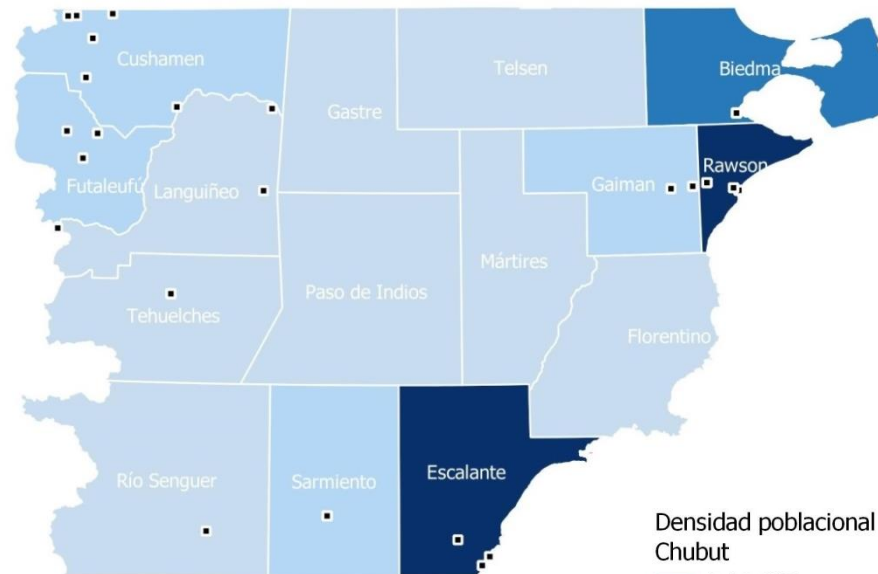 Cushamen
Telsen
Biedma
Gastre
Rawson
Futaleufú
Languiñeo
Gaiman
Mártires
Paso de Indios
Tehuelches
Florentino
Río Senguer
Sarmiento
Escalante
Densidad poblacional
Chubut